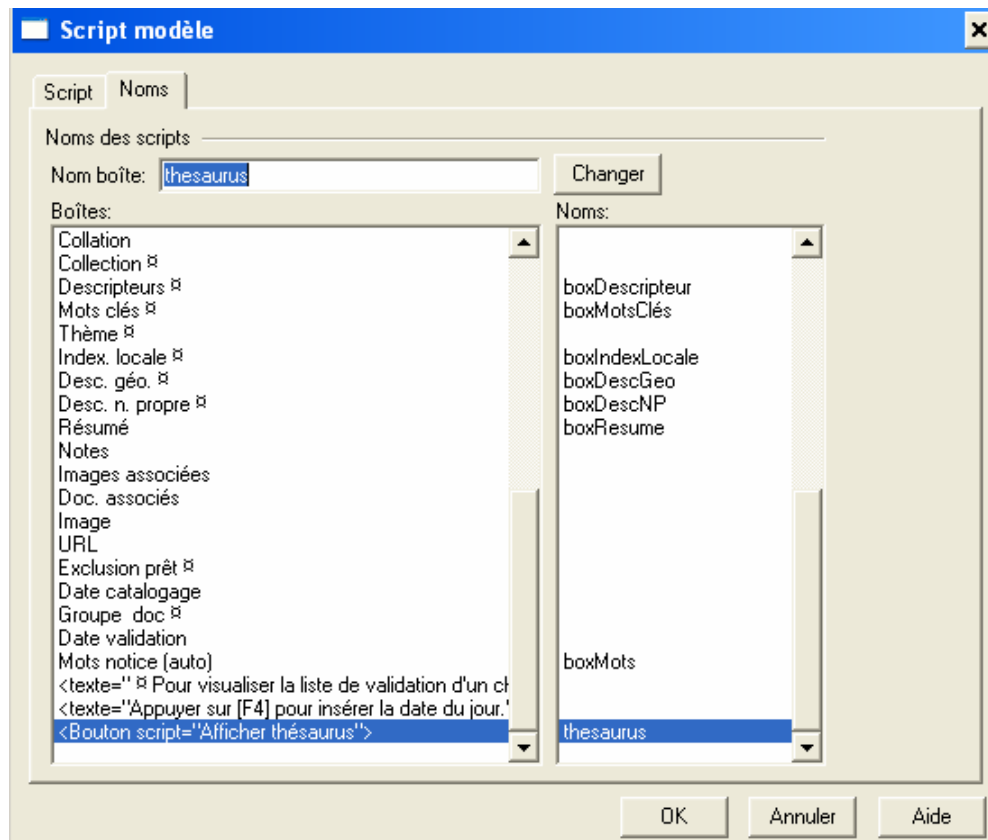 Script modèle
Script Noms
Noms des scripts
Nom boîte: thesaurus Changer
Boîtes: Noms:
Collation
Collection ¤
Descripteurs ¤ boxDescripteur
Mots clés ¤ boxMotsClés
Thème ¤
Index. locale ¤ boxIndexLocale
Desc. géo. ¤ boxDescGeo
Desc. n. propre ¤ boxDescNP
Résumé boxResume
Notes
Images associées
Doc. associés
Image
URL
Exclusion prêt ¤
Date catalogage
Groupe doc ¤
Date validation
Mots notice (auto) boxMots
<texte=" ¤ Pour visualiser la liste de validation d'un cl
<texte="Appuyer sur [F4] pour insérer la date du jour."
<Bouton script="Afficher thésaurus"> thesaurus
OK Annuler Aide